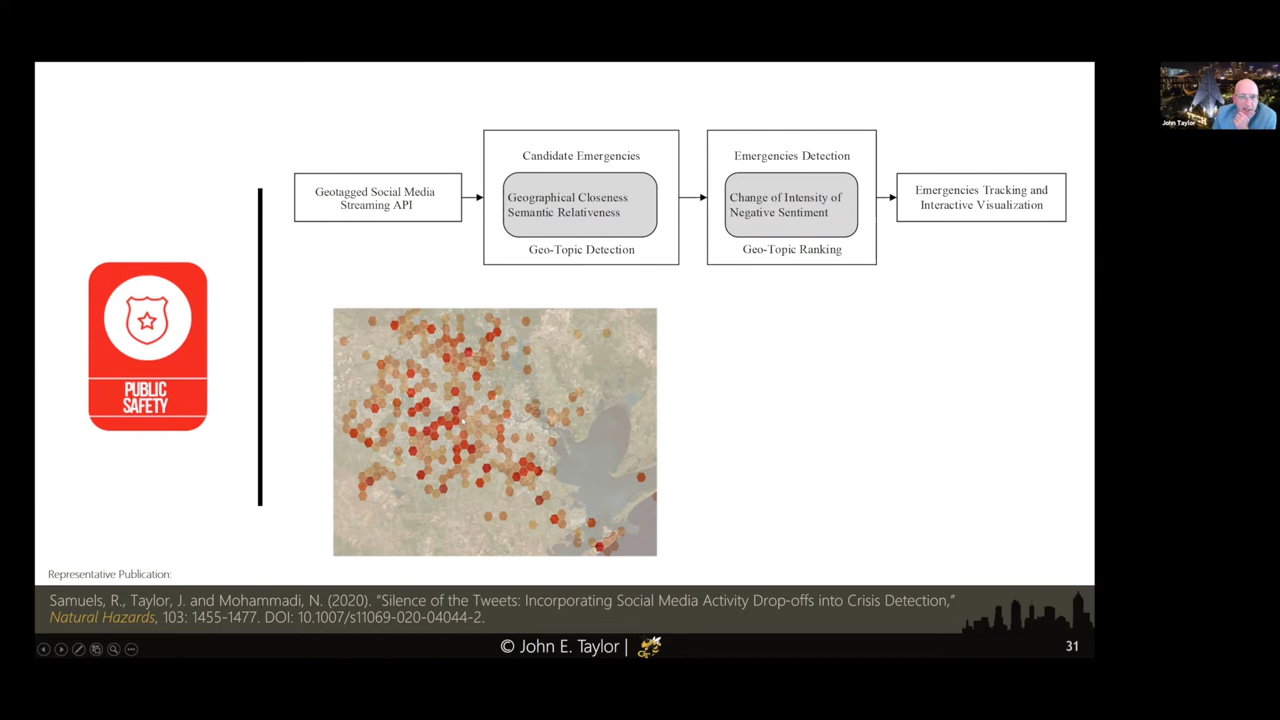 Geotagged Social Media
Streaming API
Candidate Emergencies
Geographical Closeness
Semantic Relativeness
Geo-Topic Detection
Emergencies Detection
Change of Intensity of
Negative Sentiment
Geo-Topic Ranking
Emergencies Tracking and
Interactive Visualization
PUBLIC
SAFETY
TECH
John Taylor
Representative Publication:
Samuels, R., Taylor, J. and Mohammadi, N. (2020). “Silence of the Tweets: Incorporating Social Media Activity Drop-offs into Crisis Detection,”
Natural Hazards, 103: 1455-1477. DOI: 10.1007/s11069-020-04044-2.
© John E. Taylor |
GT
31